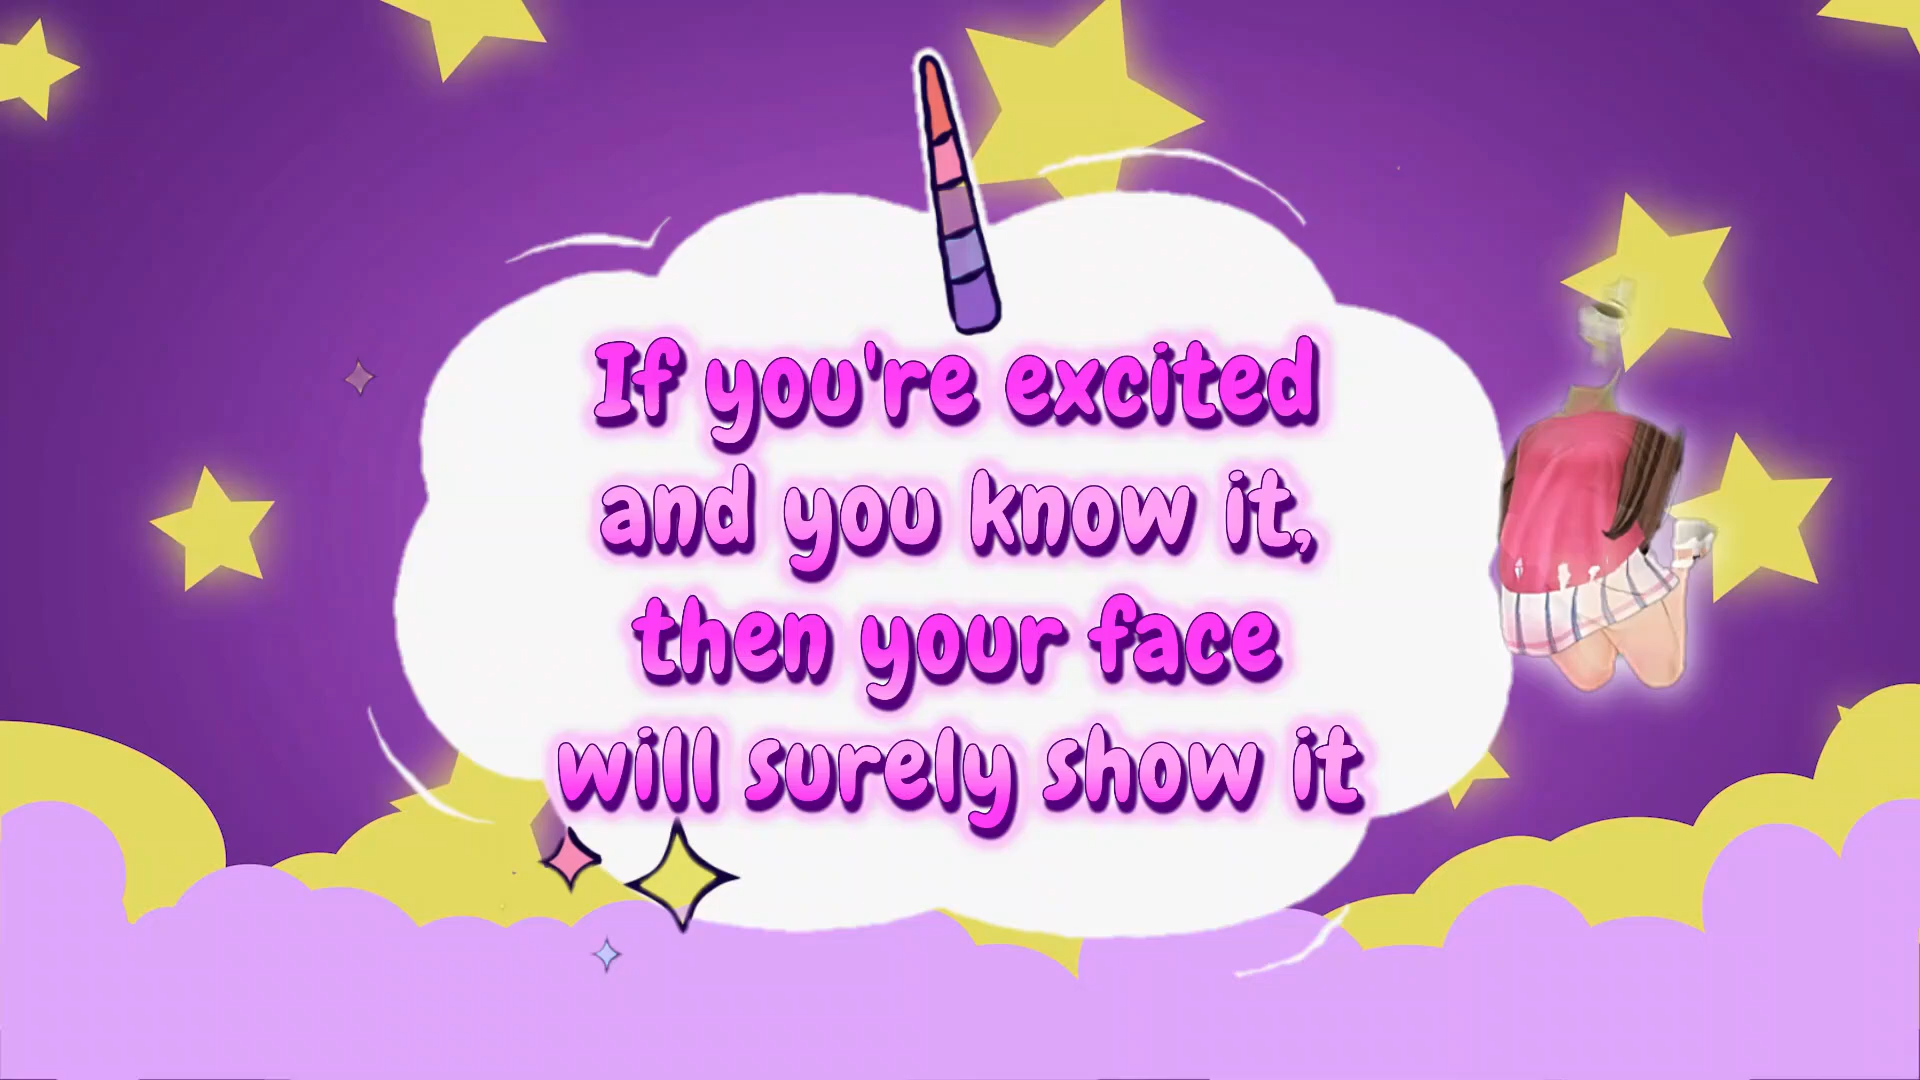 If you're excited
and you know it,
then your face
will surely show it